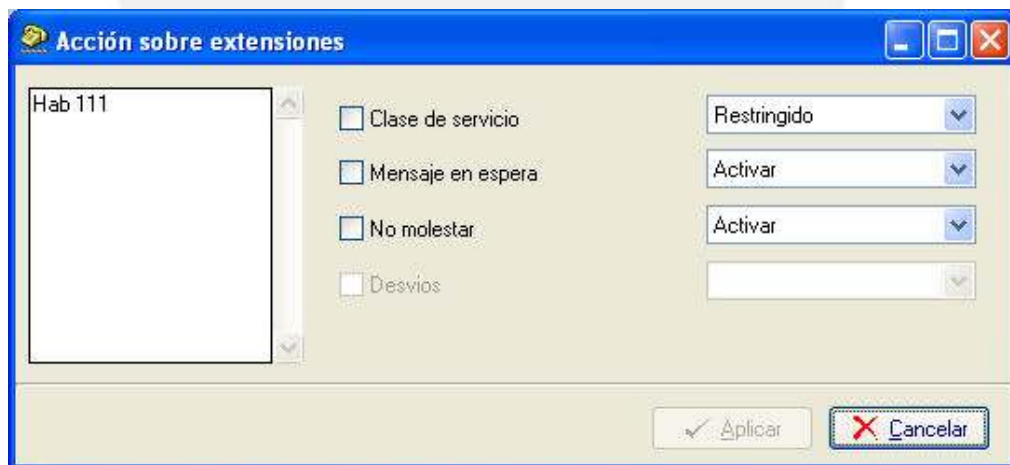 Acción sobre extensiones
Hab 111
Clase de servicio Restringido
Mensaje en espera Activar
No molestar Activar
Desvios
Aplicar Cancelar